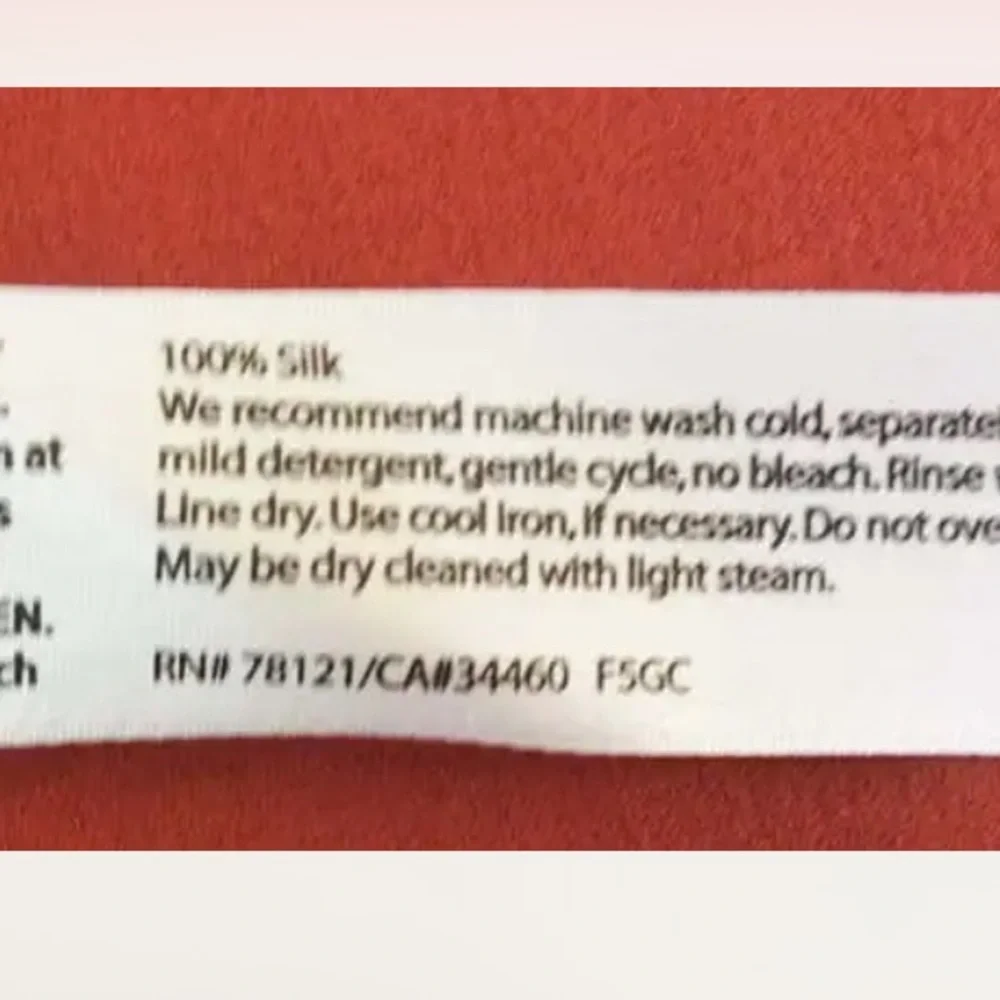 100% Silk
We recommend machine wash cold, separate
at mild detergent, gentle cycle, no bleach. Rinse
Line dry. Use cool iron, if necessary. Do not ove
May be dry cleaned with light steam.
EN.
ch RN# 78121/CA#34460 F5GC